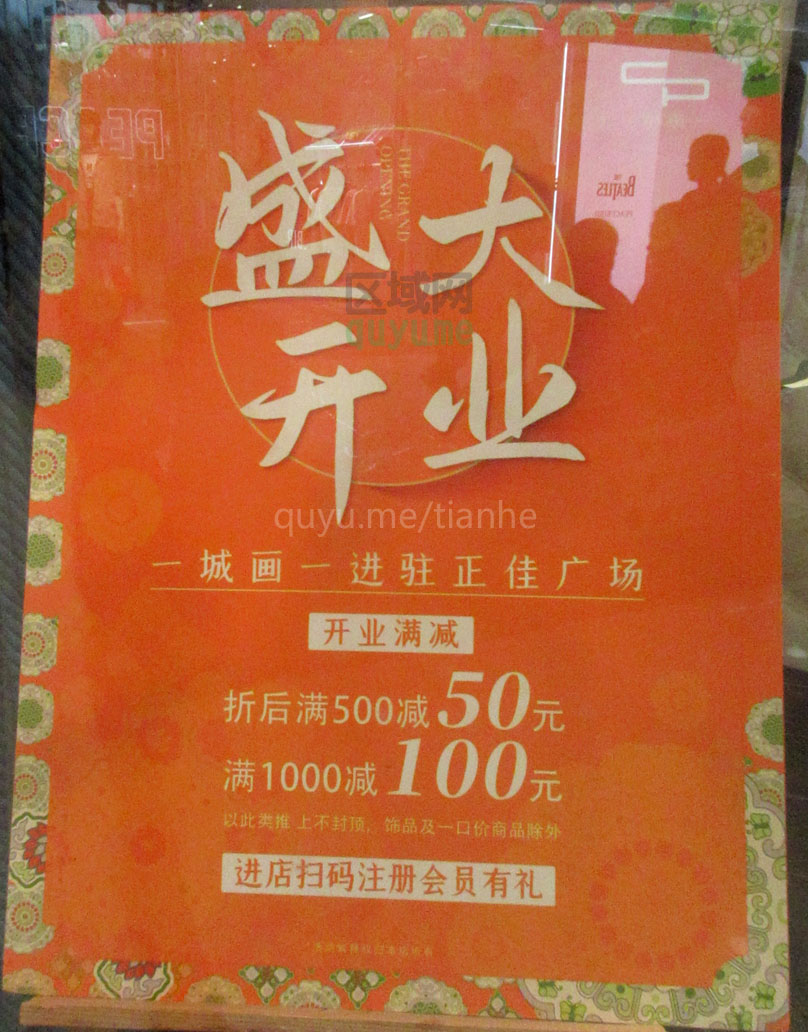 盛大
THE GRAND
OPENING
开业
区域网
quyume
quyu.me/tianhe
一城画一进驻正佳广场
开业满减
折后满500减50元
满1000减100元
以此类推 上不封顶，饰品及一口价商品除外
进店扫码注册会员有礼
THE
BEATLES